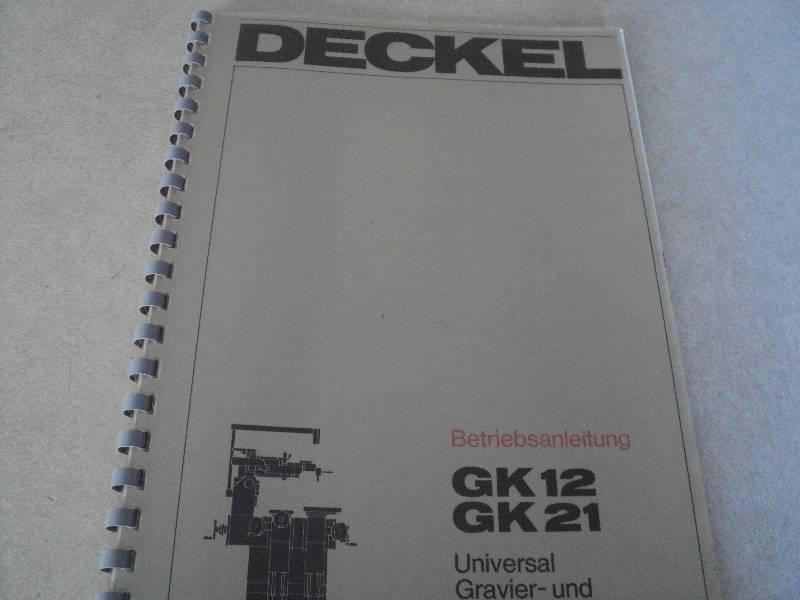 DECKEL
Betriebsanleitung
GK 12
GK 21
Universal
Gravier- und